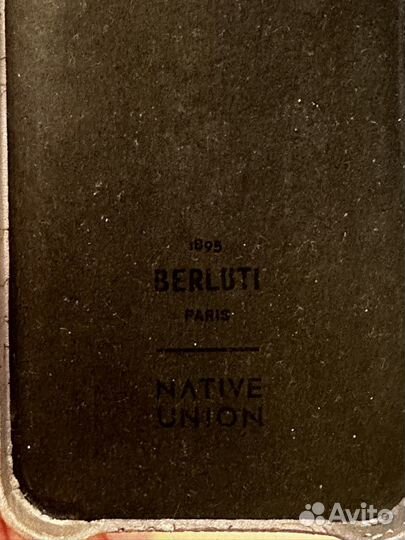 1895
BERLUTI
PARIS
NATIVE
UNION
Avito